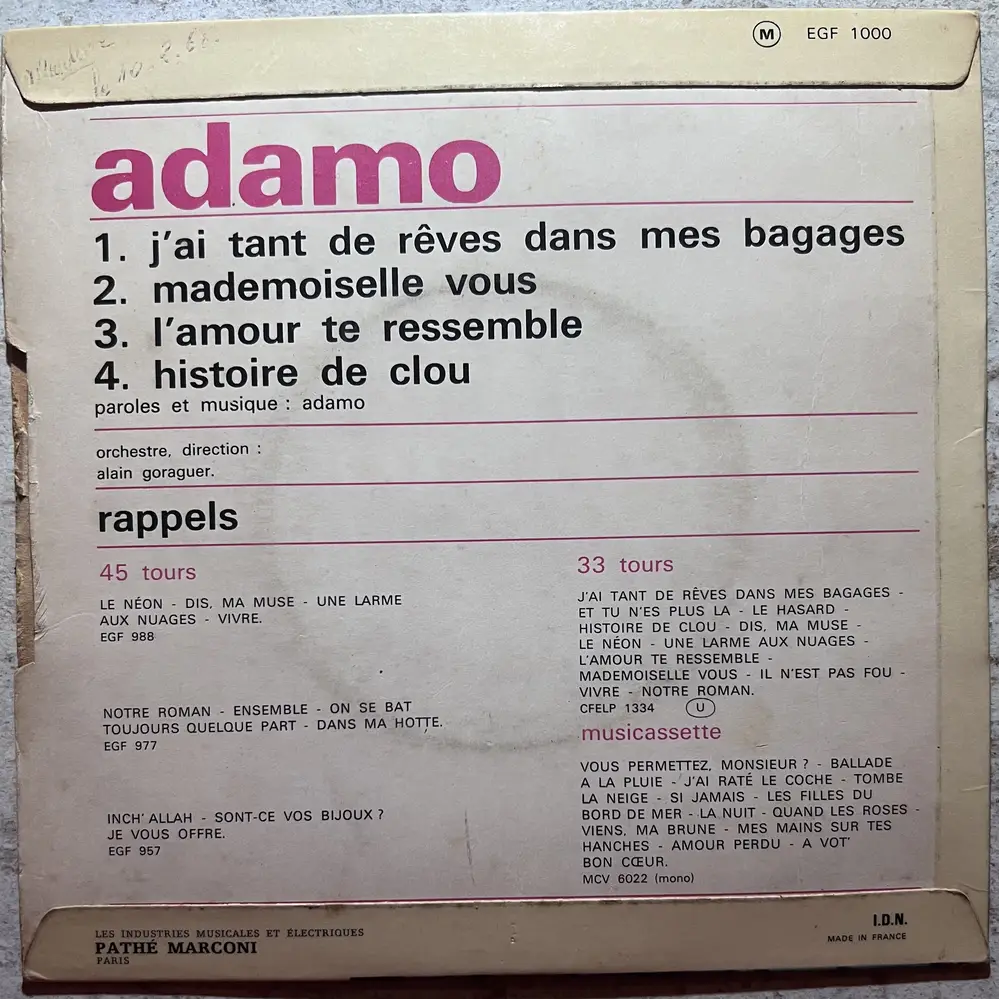 le 10.2.68.
M EGF 1000
adamo
1. j'ai tant de rêves dans mes bagages
2. mademoiselle vous
3. l'amour te ressemble
4. histoire de clou
paroles et musique : adamo
orchestre, direction :
alain goraguer.
rappels
45 tours
LE NÉON - DIS, MA MUSE - UNE LARME
AUX NUAGES - VIVRE.
EGF 988
NOTRE ROMAN - ENSEMBLE - ON SE BAT
TOUJOURS QUELQUE PART - DANS MA HOTTE.
EGF 977
INCH' ALLAH - SONT-CE VOS BIJOUX ?
JE VOUS OFFRE.
EGF 957
33 tours
J'AI TANT DE RÊVES DANS MES BAGAGES -
ET TU N'ES PLUS LA - LE HASARD -
HISTOIRE DE CLOU - DIS, MA MUSE -
LE NÉON - UNE LARME AUX NUAGES -
L'AMOUR TE RESSEMBLE -
MADEMOISELLE VOUS - IL N'EST PAS FOU -
VIVRE - NOTRE ROMAN.
CFELP 1334 U
musicassette
VOUS PERMETTEZ, MONSIEUR ? - BALLADE
A LA PLUIE - J'AI RATÉ LE COCHE - TOMBE
LA NEIGE - SI JAMAIS - LES FILLES DU
BORD DE MER - LA NUIT - QUAND LES ROSES -
VIENS, MA BRUNE - MES MAINS SUR TES
HANCHES - AMOUR PERDU - A VOT'
BON CŒUR.
MCV 6022 (mono)
LES INDUSTRIES MUSICALES ET ÉLECTRIQUES
PATHÉ MARCONI
PARIS
I.D.N.
MADE IN FRANCE